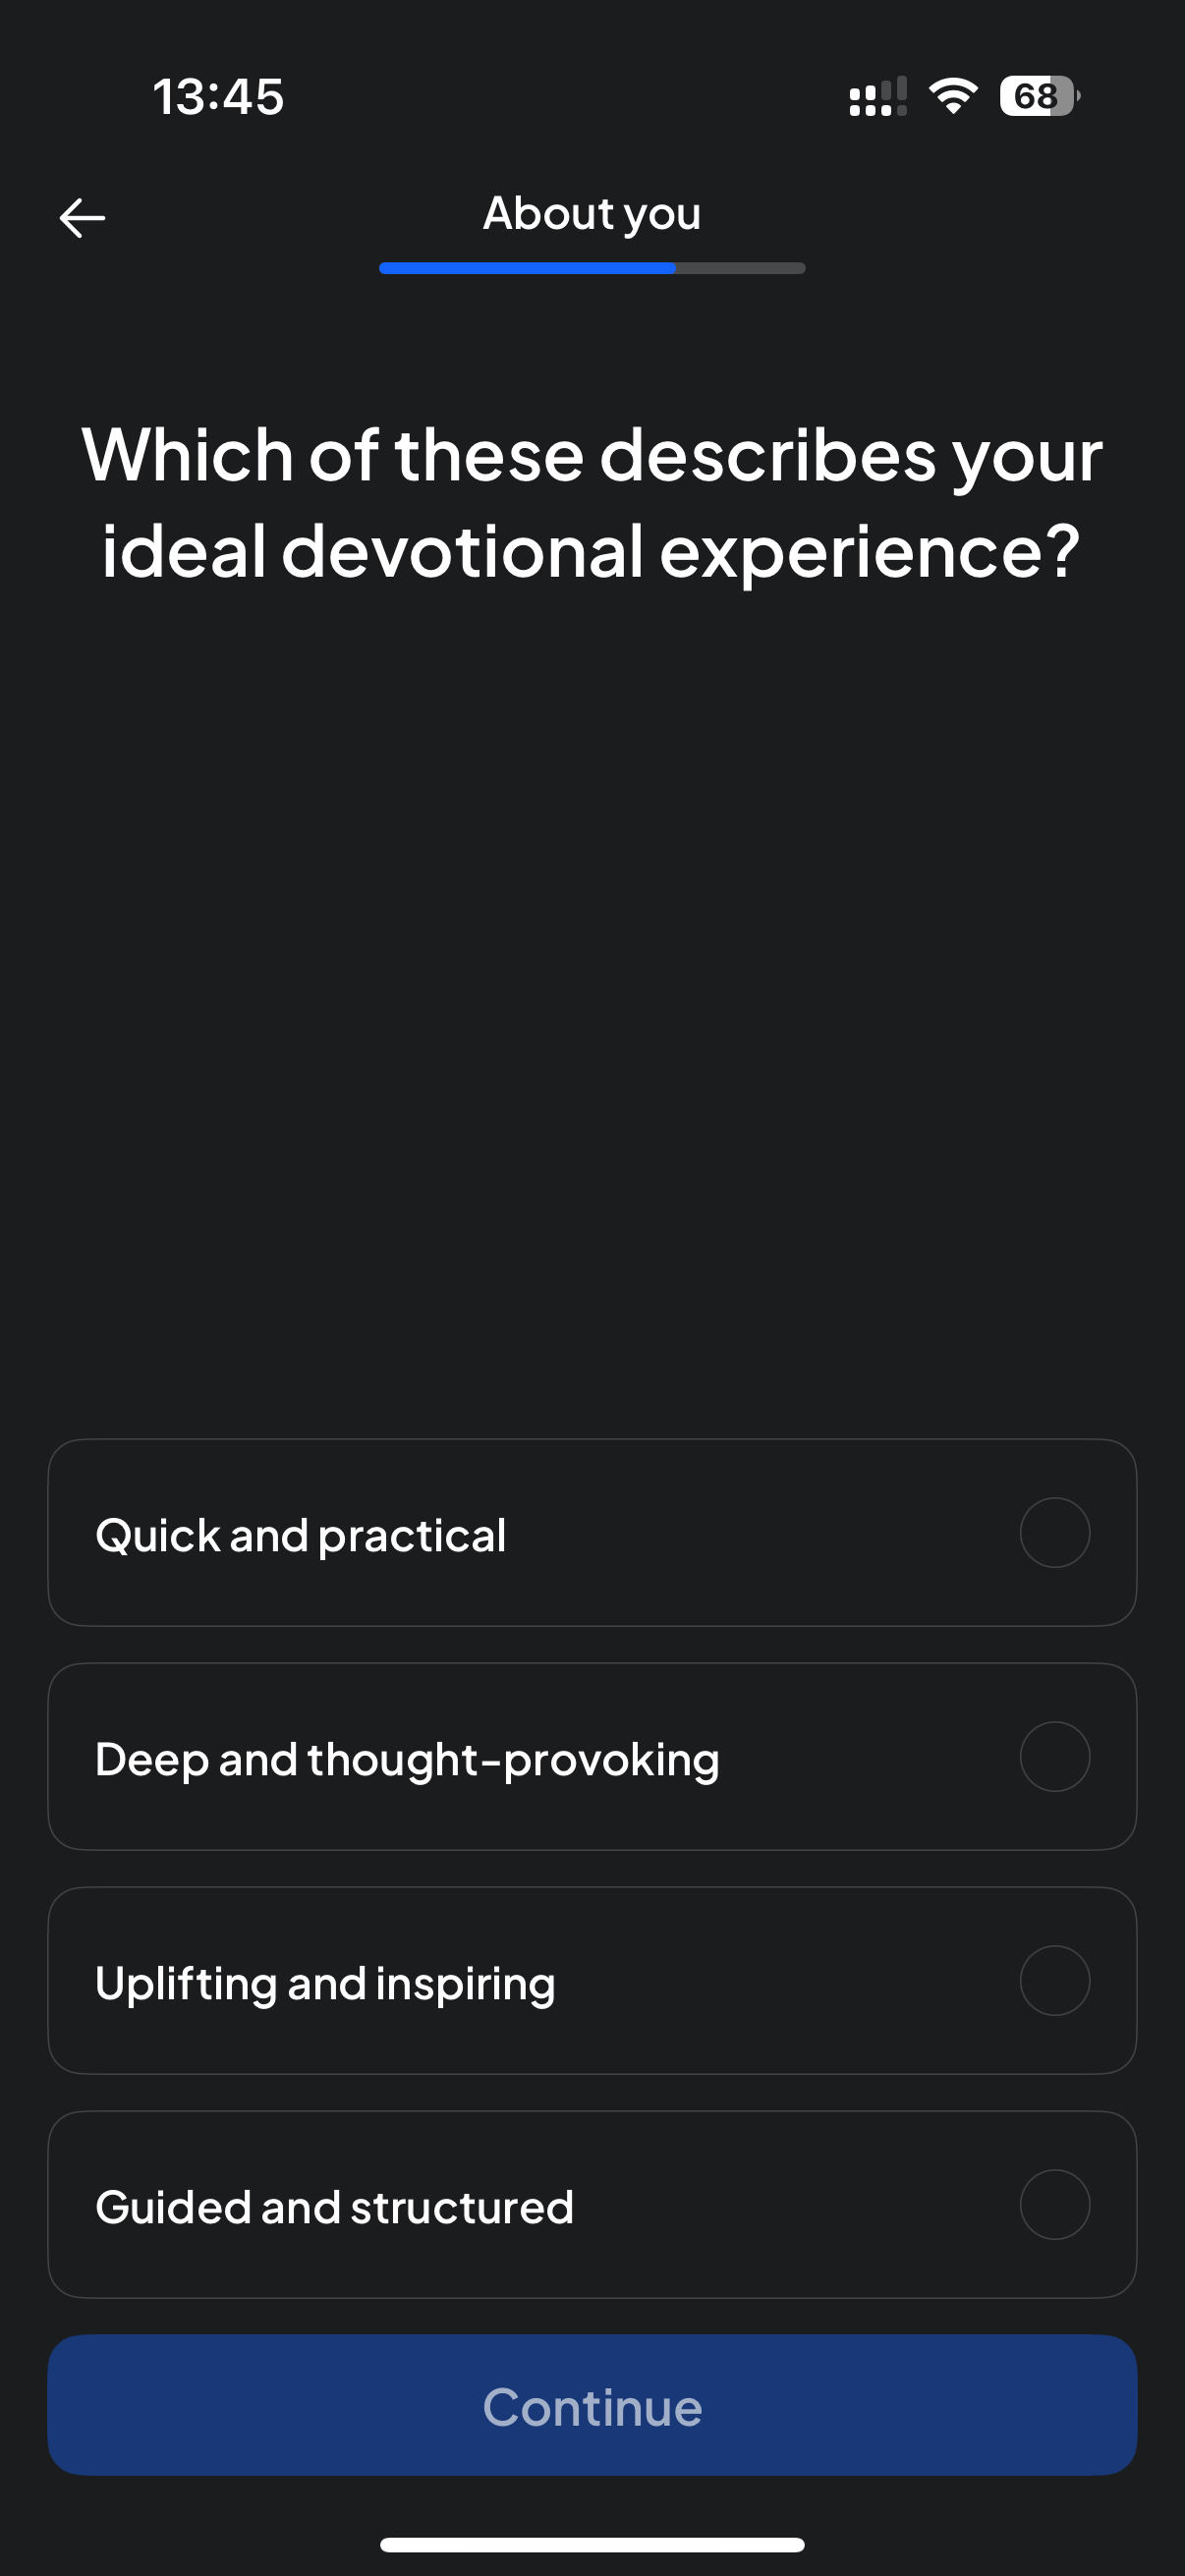 13:45
68
About you
Which of these describes your
ideal devotional experience?
Quick and practical
Deep and thought-provoking
Uplifting and inspiring
Guided and structured
Continue